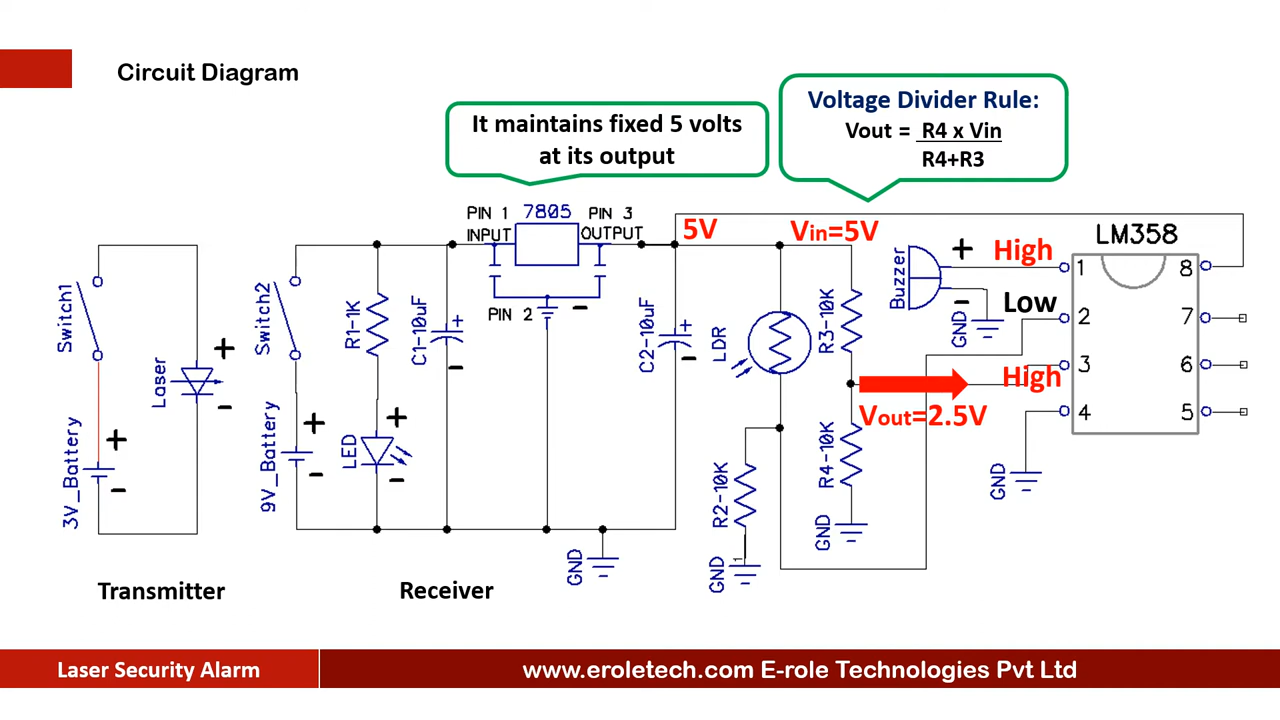 Circuit Diagram
It maintains fixed 5 volts
at its output
Voltage Divider Rule:
Vout = R4 x Vin
R4+R3
PIN 1 7805 PIN 3
INPUT OUTPUT
PIN 2
-
5V
Vin=5V
LM358
Switch1
Laser
+
-
3V_Battery
+
-
Switch2
9V_Battery
+
-
R1-1K
LED
+
-
C1-10uF
+
-
C2-10uF
+
-
GND
LDR
R2-10K
GND
1
R3-10K
Vout=2.5V
R4-10K
GND
Buzzer
+
-
GND
High
Low
High
GND
1
2
3
4
8
7
6
5
Transmitter
Receiver
Laser Security Alarm
www.eroletech.com E-role Technologies Pvt Ltd